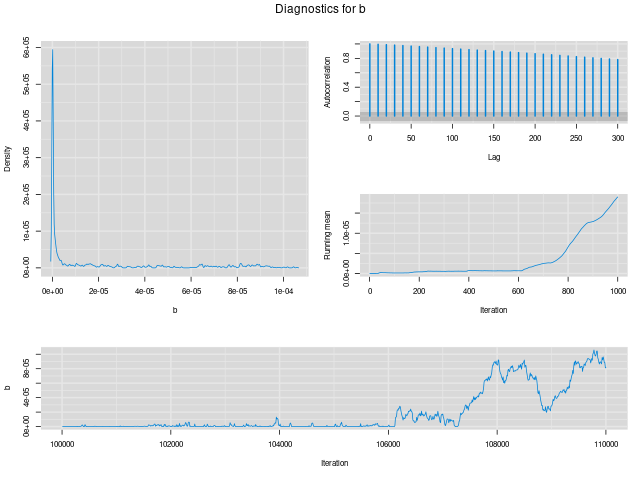 Diagnostics for b
Density
0e+00
1e+05
2e+05
3e+05
4e+05
5e+05
6e+05
0e+00
2e-05
4e-05
6e-05
8e-05
1e-04
b
Autocorrelation
0.0
0.4
0.8
0
50
100
150
200
250
300
Lag
Running mean
0.0e+00
1.0e-05
0
200
400
600
800
1000
Iteration
b
0e+00
4e-05
8e-05
100000
102000
104000
106000
108000
110000
Iteration